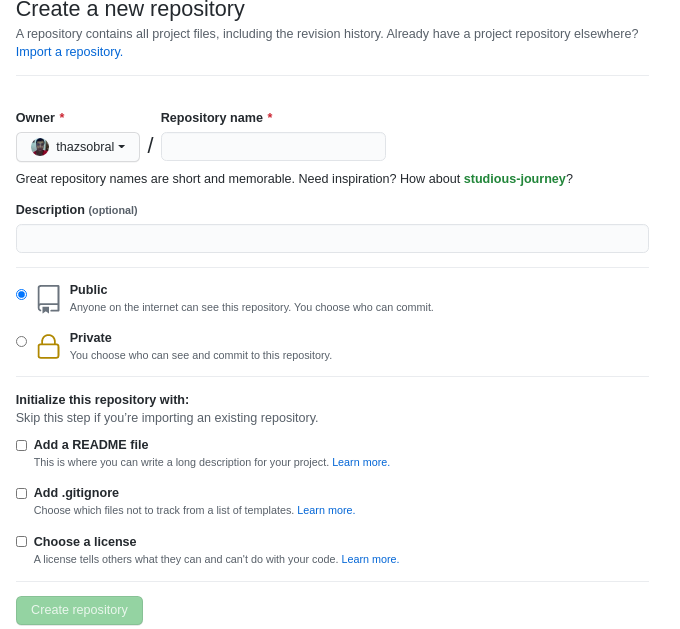 Create a new repository
A repository contains all project files, including the revision history. Already have a project repository elsewhere?
Import a repository.
Owner * Repository name *
thazsobral /
Great repository names are short and memorable. Need inspiration? How about studious-journey?
Description (optional)
Public
Anyone on the internet can see this repository. You choose who can commit.
Private
You choose who can see and commit to this repository.
Initialize this repository with:
Skip this step if you're importing an existing repository.
Add a README file
This is where you can write a long description for your project. Learn more.
Add .gitignore
Choose which files not to track from a list of templates. Learn more.
Choose a license
A license tells others what they can and can't do with your code. Learn more.
Create repository